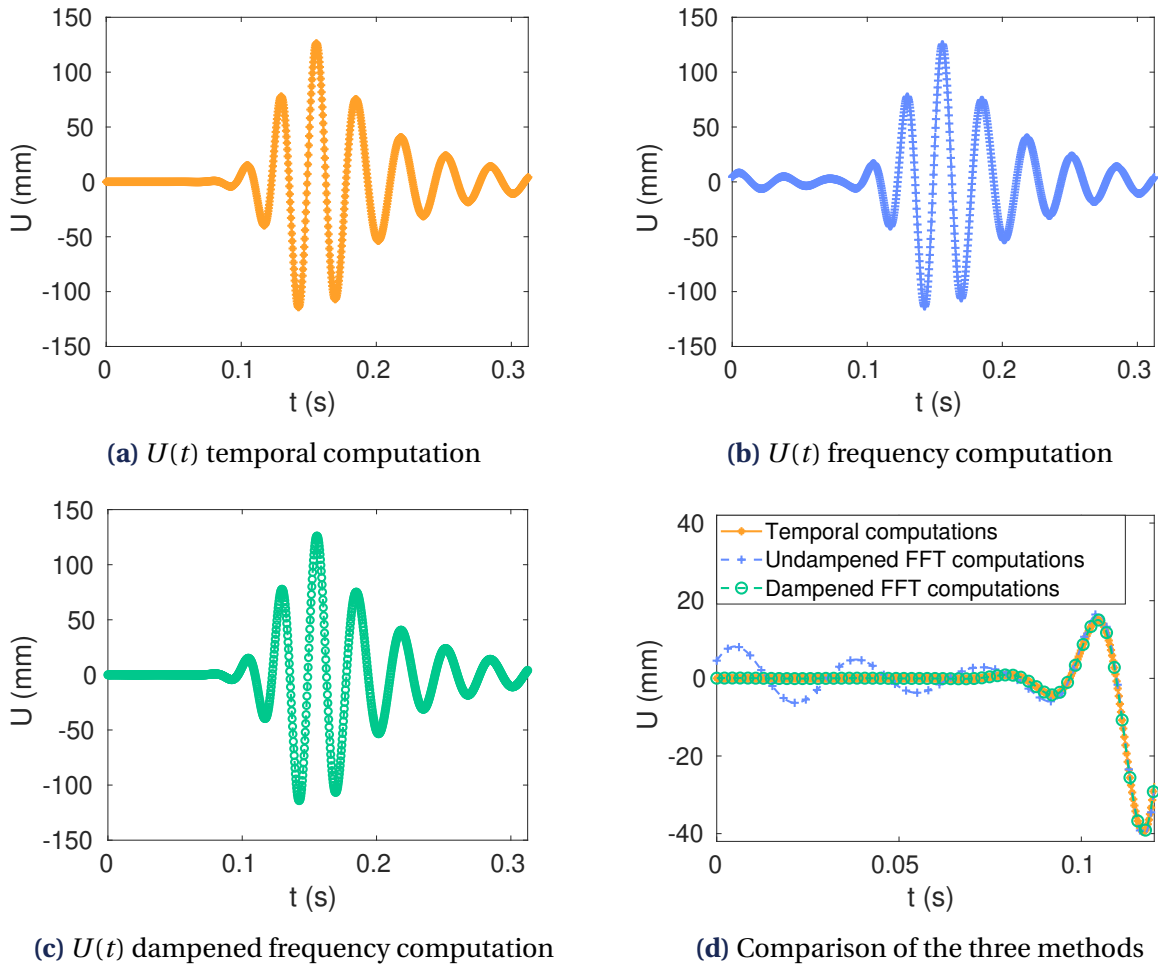 150
100
50
0
-50
-100
-150
U (mm)
0
0.1
0.2
0.3
t (s)
(a) U(t) temporal computation
150
100
50
0
-50
-100
-150
U (mm)
0
0.1
0.2
0.3
t (s)
(b) U(t) frequency computation
150
100
50
0
-50
-100
-150
U (mm)
0
0.1
0.2
0.3
t (s)
(c) U(t) dampened frequency computation
40
20
0
-20
-40
U (mm)
Temporal computations
Undampened FFT computations
Dampened FFT computations
0
0.05
0.1
t (s)
(d) Comparison of the three methods